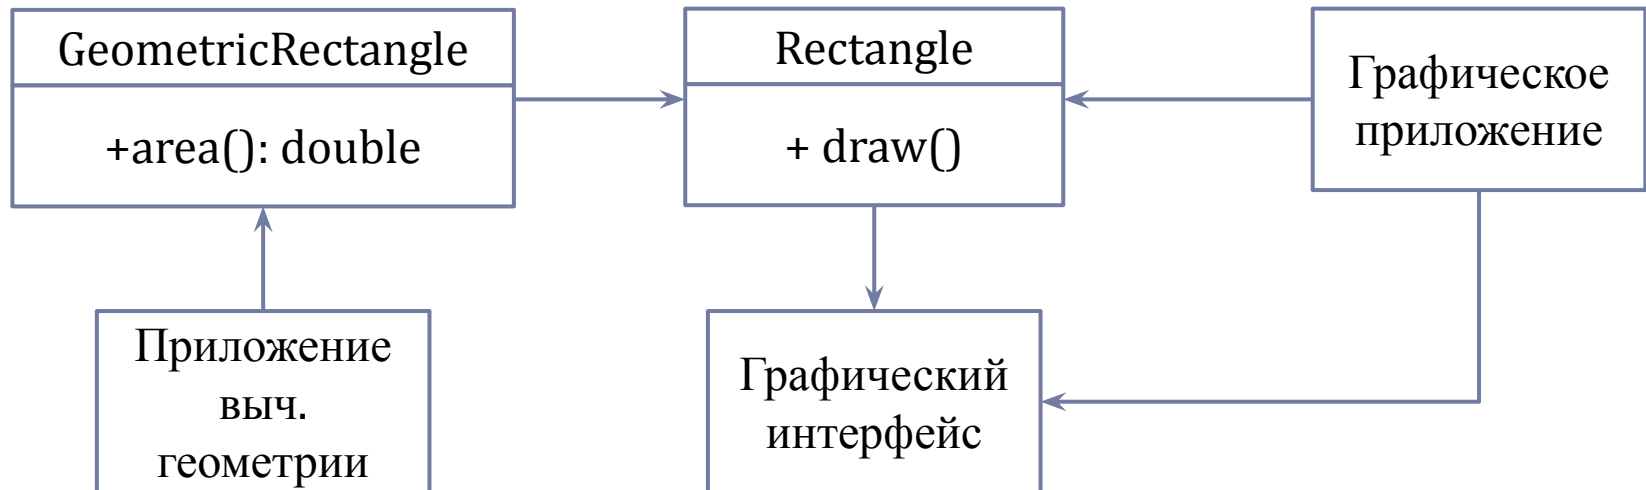 GeometricRectangle
+area(): double
Rectangle
+ draw()
Графическое
приложение
Приложение
выч.
геометрии
Графический
интерфейс